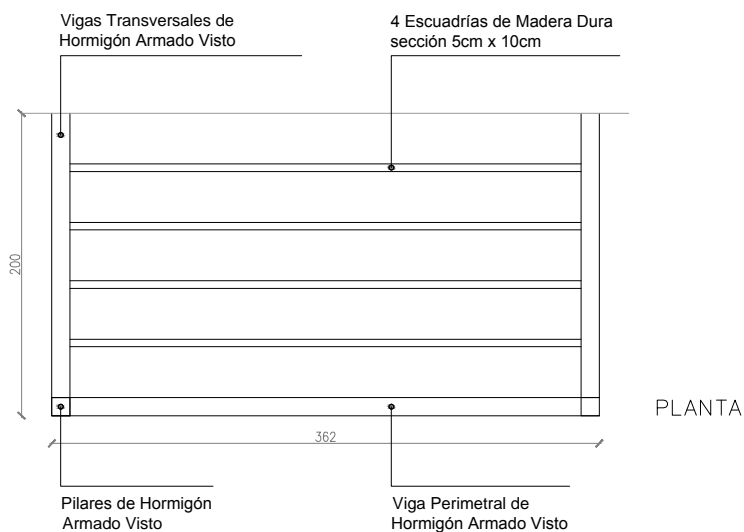 Vigas Transversales de
Hormigón Armado Visto
4 Escuadrías de Madera Dura
sección 5cm x 10cm
200
362
PLANTA
Pilares de Hormigón
Armado Visto
Viga Perimetral de
Hormigón Armado Visto